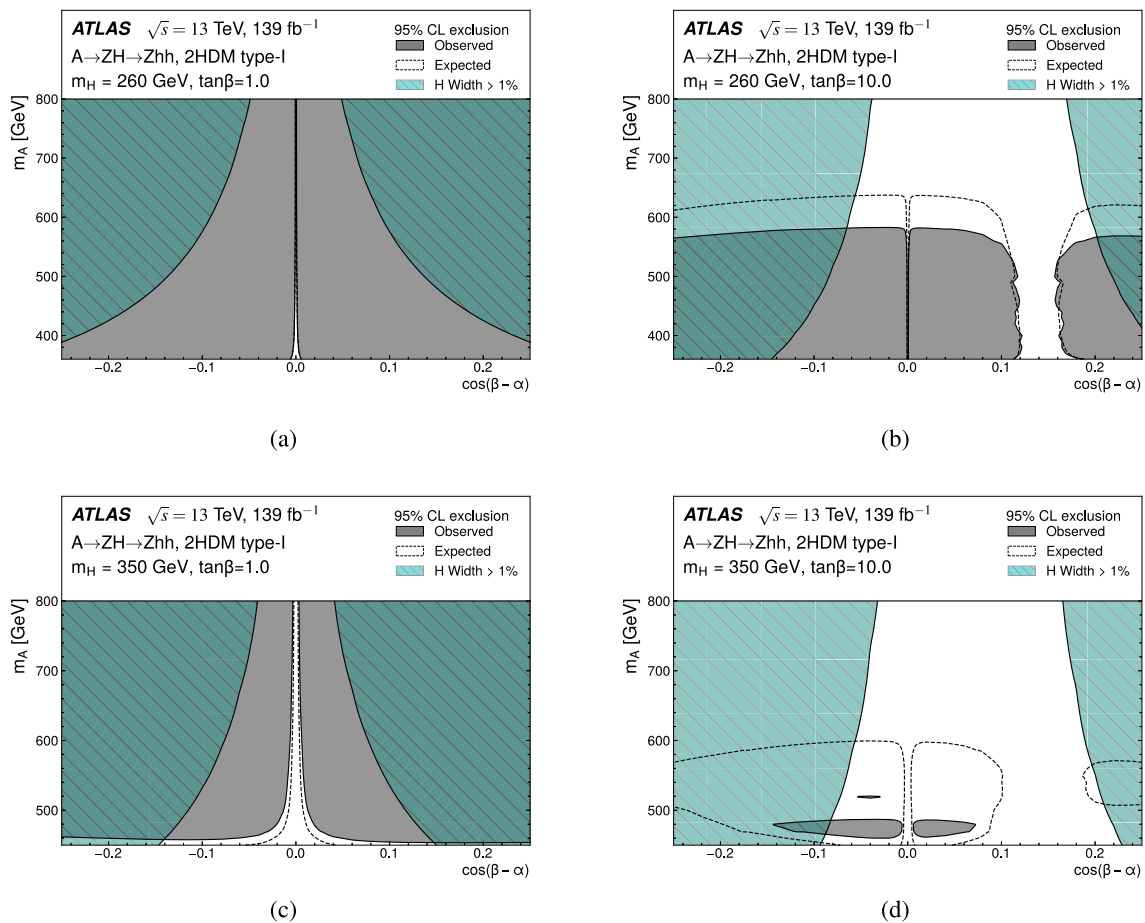 ATLAS √s = 13 TeV, 139 fb⁻¹
A→ZH→Zhh, 2HDM type-I
m_H = 260 GeV, tanβ=1.0
95% CL exclusion
Observed
Expected
H Width > 1%
m_A [GeV]
800
700
600
500
400
−0.2 −0.1 0.0 0.1 0.2
cos(β − α)
(a)
ATLAS √s = 13 TeV, 139 fb⁻¹
A→ZH→Zhh, 2HDM type-I
m_H = 260 GeV, tanβ=10.0
95% CL exclusion
Observed
Expected
H Width > 1%
m_A [GeV]
800
700
600
500
400
−0.2 −0.1 0.0 0.1 0.2
cos(β − α)
(b)
ATLAS √s = 13 TeV, 139 fb⁻¹
A→ZH→Zhh, 2HDM type-I
m_H = 350 GeV, tanβ=1.0
95% CL exclusion
Observed
Expected
H Width > 1%
m_A [GeV]
800
700
600
500
−0.2 −0.1 0.0 0.1 0.2
cos(β − α)
(c)
ATLAS √s = 13 TeV, 139 fb⁻¹
A→ZH→Zhh, 2HDM type-I
m_H = 350 GeV, tanβ=10.0
95% CL exclusion
Observed
Expected
H Width > 1%
m_A [GeV]
800
700
600
500
−0.2 −0.1 0.0 0.1 0.2
cos(β − α)
(d)